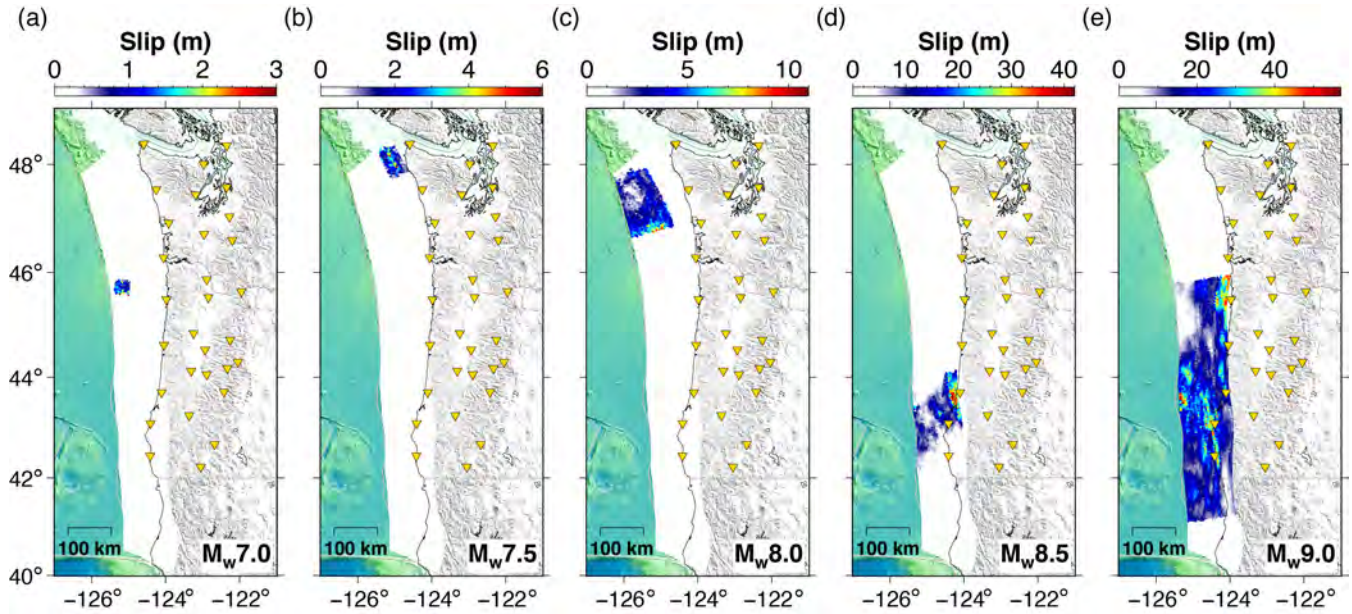 (a) (b) (c) (d) (e)
Slip (m) Slip (m) Slip (m) Slip (m) Slip (m)
0 1 2 3 0 2 4 6 0 5 10 0 10 20 30 40 0 20 40
48°
46°
44°
42°
40°
100 km 100 km 100 km 100 km 100 km
Mw7.0 Mw7.5 Mw8.0 Mw8.5 Mw9.0
−126° −124° −122° −126° −124° −122° −126° −124° −122° −126° −124° −122° −126° −124° −122°